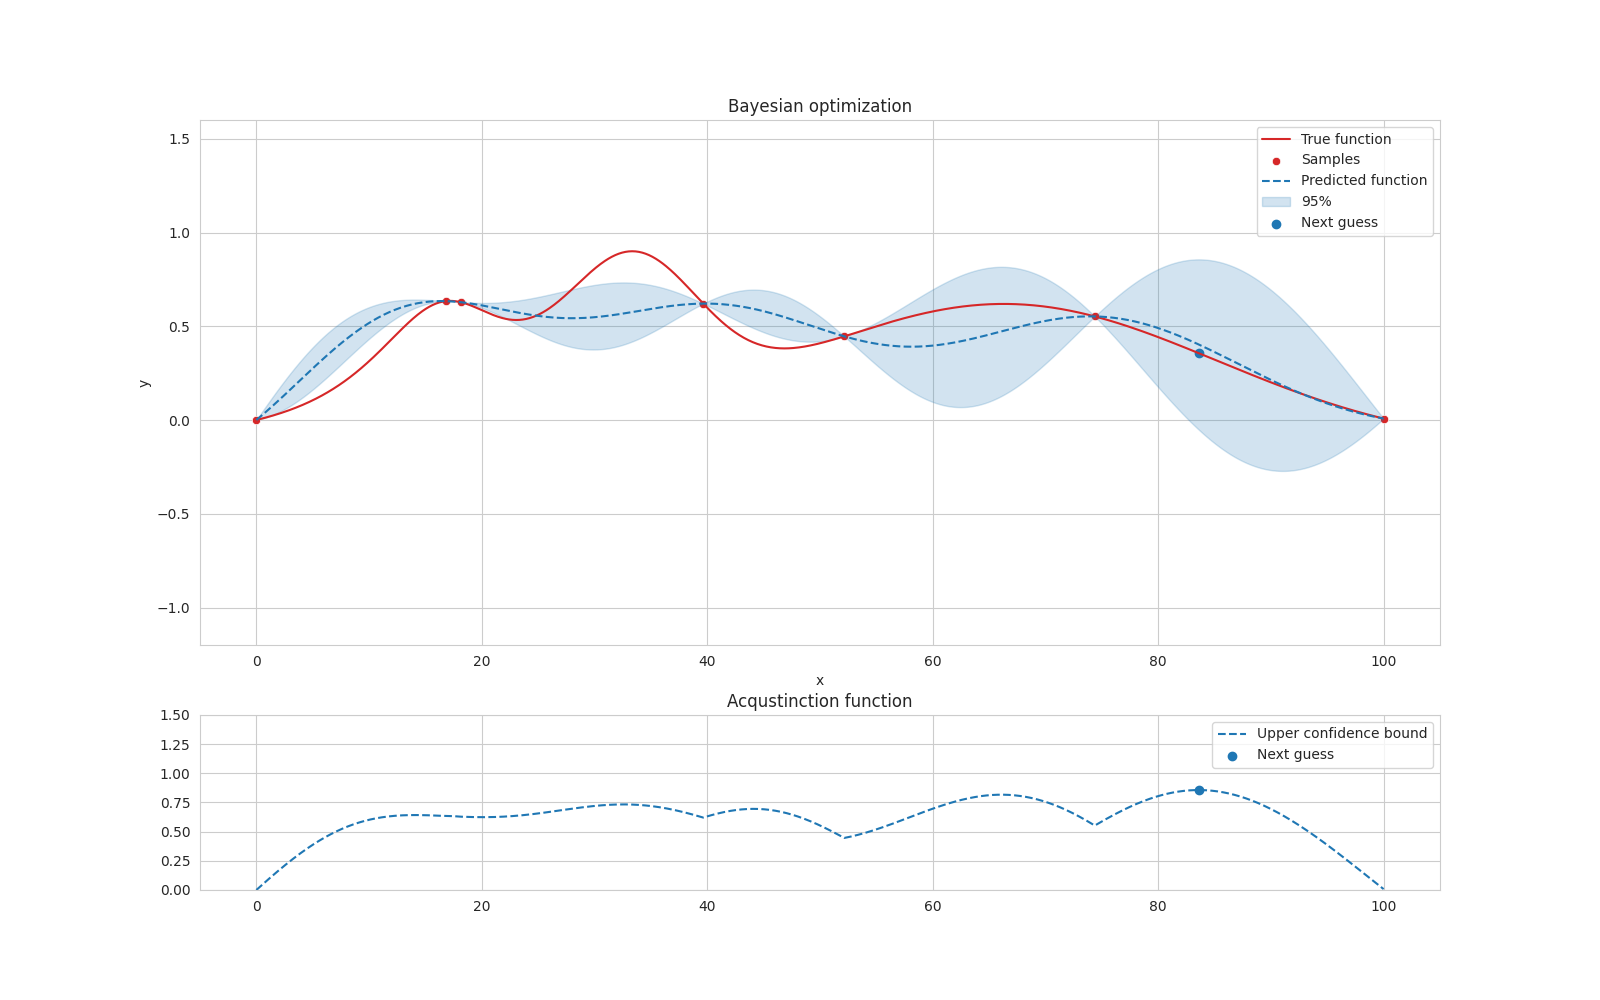 Bayesian optimization
1.5
1.0
0.5
0.0
−0.5
−1.0
y
True function
Samples
Predicted function
95%
Next guess
0 20 40 60 80 100
x
Acqustinction function
1.50
1.25
1.00
0.75
0.50
0.25
0.00
Upper confidence bound
Next guess
0 20 40 60 80 100